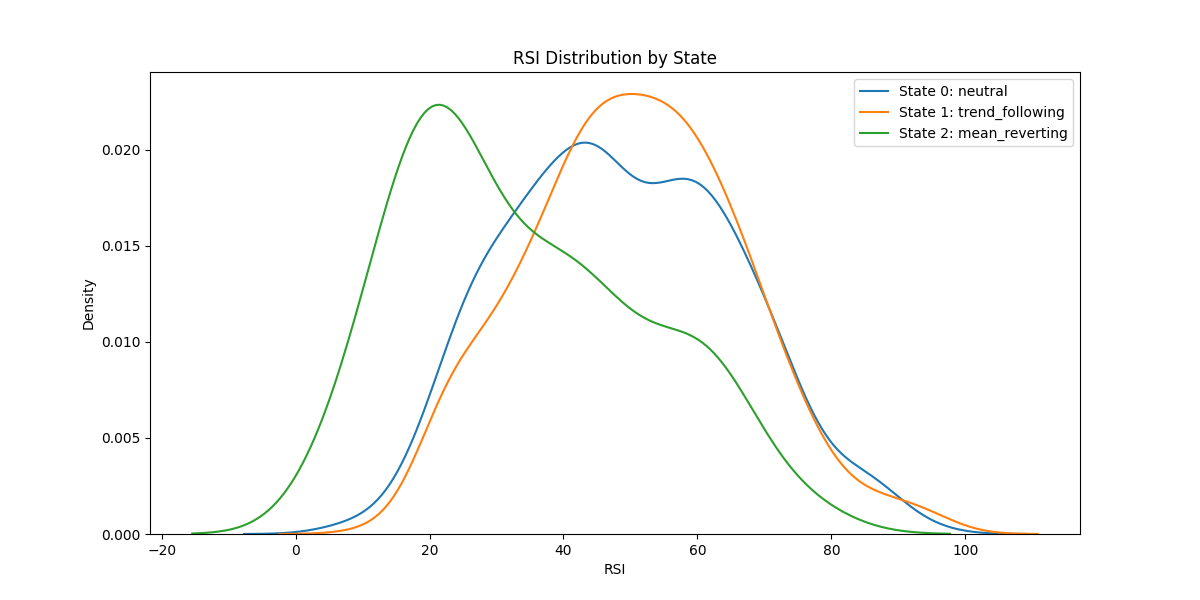 RSI Distribution by State
State 0: neutral
State 1: trend_following
State 2: mean_reverting
Density
0.020
0.015
0.010
0.005
0.000
−20
0
20
40
60
80
100
RSI